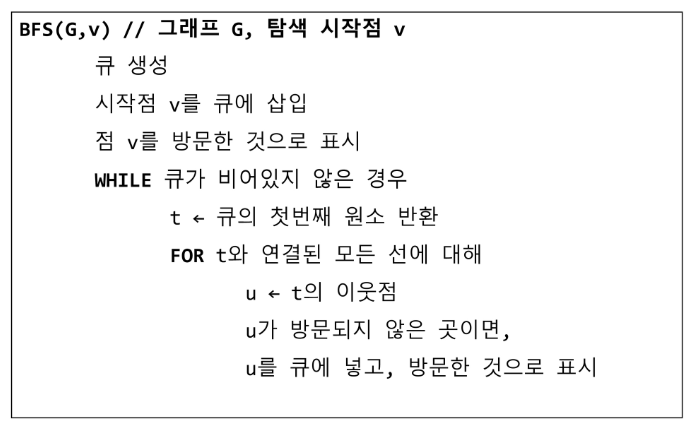 BFS(G,v) // 그래프 G, 탐색 시작점 v
큐 생성
시작점 v를 큐에 삽입
점 v를 방문한 것으로 표시
WHILE 큐가 비어있지 않은 경우
t ← 큐의 첫번째 원소 반환
FOR t와 연결된 모든 선에 대해
u ← t의 이웃점
u가 방문되지 않은 곳이면,
u를 큐에 넣고, 방문한 것으로 표시